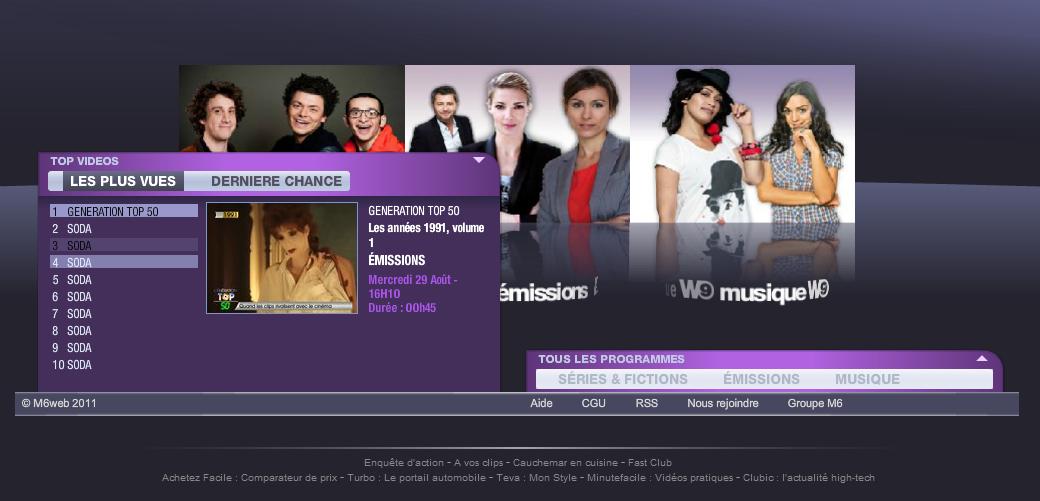 TOP VIDEOS
LES PLUS VUES
DERNIERE CHANCE
1 GENERATION TOP 50
2 SODA
3 SODA
4 SODA
5 SODA
6 SODA
7 SODA
8 SODA
9 SODA
10 SODA
1991
TOP
50
Quand les clips rivalisent avec le cinéma
GENERATION TOP 50
Les années 1991, volume
1
ÉMISSIONS
Mercredi 29 Août -
16H10
Durée : 00h45
émissions
W9 musique W9
TOUS LES PROGRAMMES
SÉRIES & FICTIONS
ÉMISSIONS
MUSIQUE
© M6web 2011
Aide
CGU
RSS
Nous rejoindre
Groupe M6
Enquête d'action - A vos clips - Cauchemar en cuisine - Fast Club
Achetez Facile : Comparateur de prix - Turbo : Le portail automobile - Teva : Mon Style - Minutefacile : Vidéos pratiques - Clubic : l'actualité high-tech